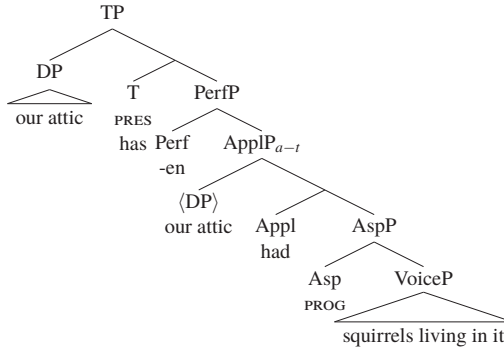 TP
DP
T
PerfP
our attic
PRES
has
Perf
ApplP a−t
-en
⟨DP⟩
our attic
Appl
AspP
had
Asp
VoiceP
PROG
squirrels living in it